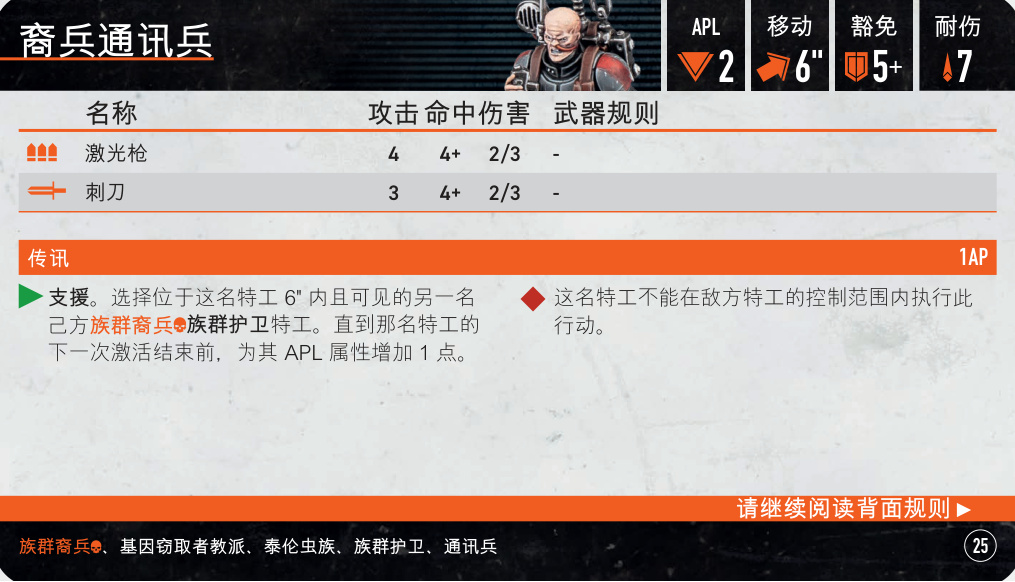 裔兵通讯兵
APL 移动 豁免 耐伤
2 6" 5+ 7
名称 攻击 命中 伤害 武器规则
激光枪 4 4+ 2/3 -
刺刀 3 4+ 2/3 -
传讯 1AP
支援。选择位于这名特工 6" 内且可见的另一名
己方族群裔兵族群护卫特工。直到那名特工的
下一次激活结束前，为其 APL 属性增加 1 点。
这名特工不能在敌方特工的控制范围内执行此
行动。
请继续阅读背面规则
族群裔兵、基因窃取者教派、泰伦虫族、族群护卫、通讯兵
25